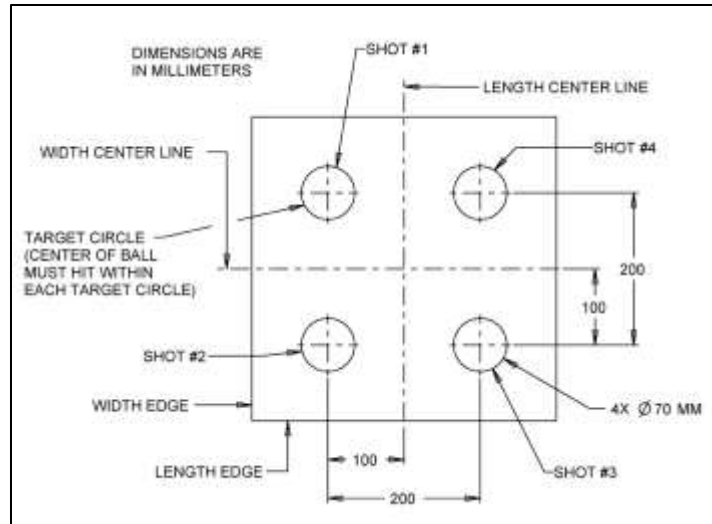 DIMENSIONS ARE
IN MILLIMETERS
SHOT #1
LENGTH CENTER LINE
WIDTH CENTER LINE
SHOT #4
TARGET CIRCLE
(CENTER OF BALL
MUST HIT WITHIN
EACH TARGET CIRCLE)
200
100
SHOT #2
WIDTH EDGE
4X Ø 70 MM
LENGTH EDGE
100
SHOT #3
200